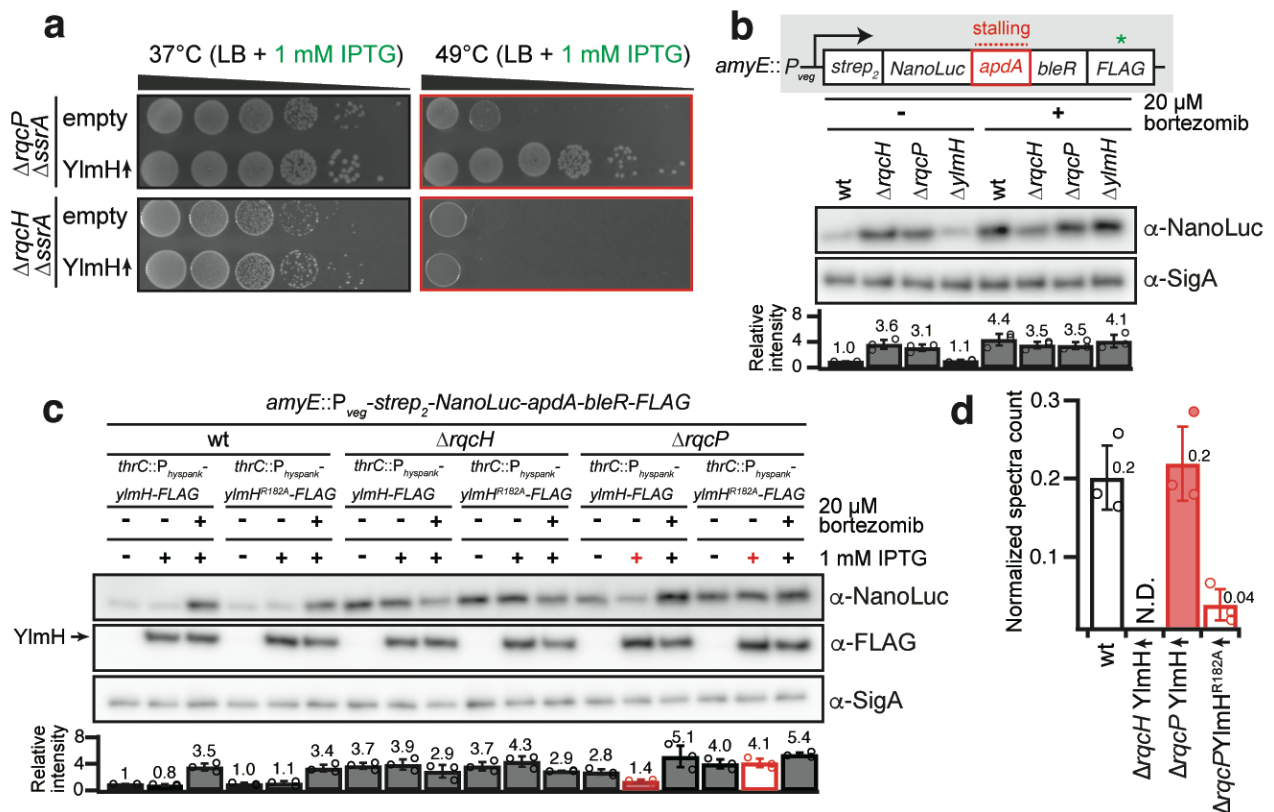 a
37°C (LB + 1 mM IPTG)
49°C (LB + 1 mM IPTG)
ΔrqcP
ΔssrA
empty
YlmH↑
ΔrqcH
ΔssrA
empty
YlmH↑
b
stalling
*
amyE:: Pveg strep2 NanoLuc apdA bleR FLAG
20 µM
bortezomib
- +
wt ΔrqcH ΔrqcP ΔylmH wt ΔrqcH ΔrqcP ΔylmH
α-NanoLuc
α-SigA
Relative
intensity
8
4
0
1.0 3.6 3.1 1.1 4.4 3.5 3.5 4.1
c
amyE::Pveg-strep2-NanoLuc-apdA-bleR-FLAG
wt ΔrqcH ΔrqcP
thrC::Physpank- thrC::Physpank- thrC::Physpank- thrC::Physpank- thrC::Physpank- thrC::Physpank-
ylmH-FLAG ylmHR182A-FLAG ylmH-FLAG ylmHR182A-FLAG ylmH-FLAG ylmHR182A-FLAG
20 µM
bortezomib
- - + - - + - - + - - + - - + - - +
- + + - + + - + + - + + - + + - + + 1 mM IPTG
α-NanoLuc
YlmH → α-FLAG
α-SigA
Relative
intensity
8
4
0
1 0.8 3.5 1.0 1.1 3.4 3.7 3.9 2.9 3.7 4.3 2.9 2.8 1.4 5.1 4.0 4.1 5.4
d
Normalized spectra count
0.3
0.2
0.1
0.2 N.D. 0.2 0.04
wt
ΔrqcH YlmH↑
ΔrqcP YlmH↑
ΔrqcPYlmHR182A↑